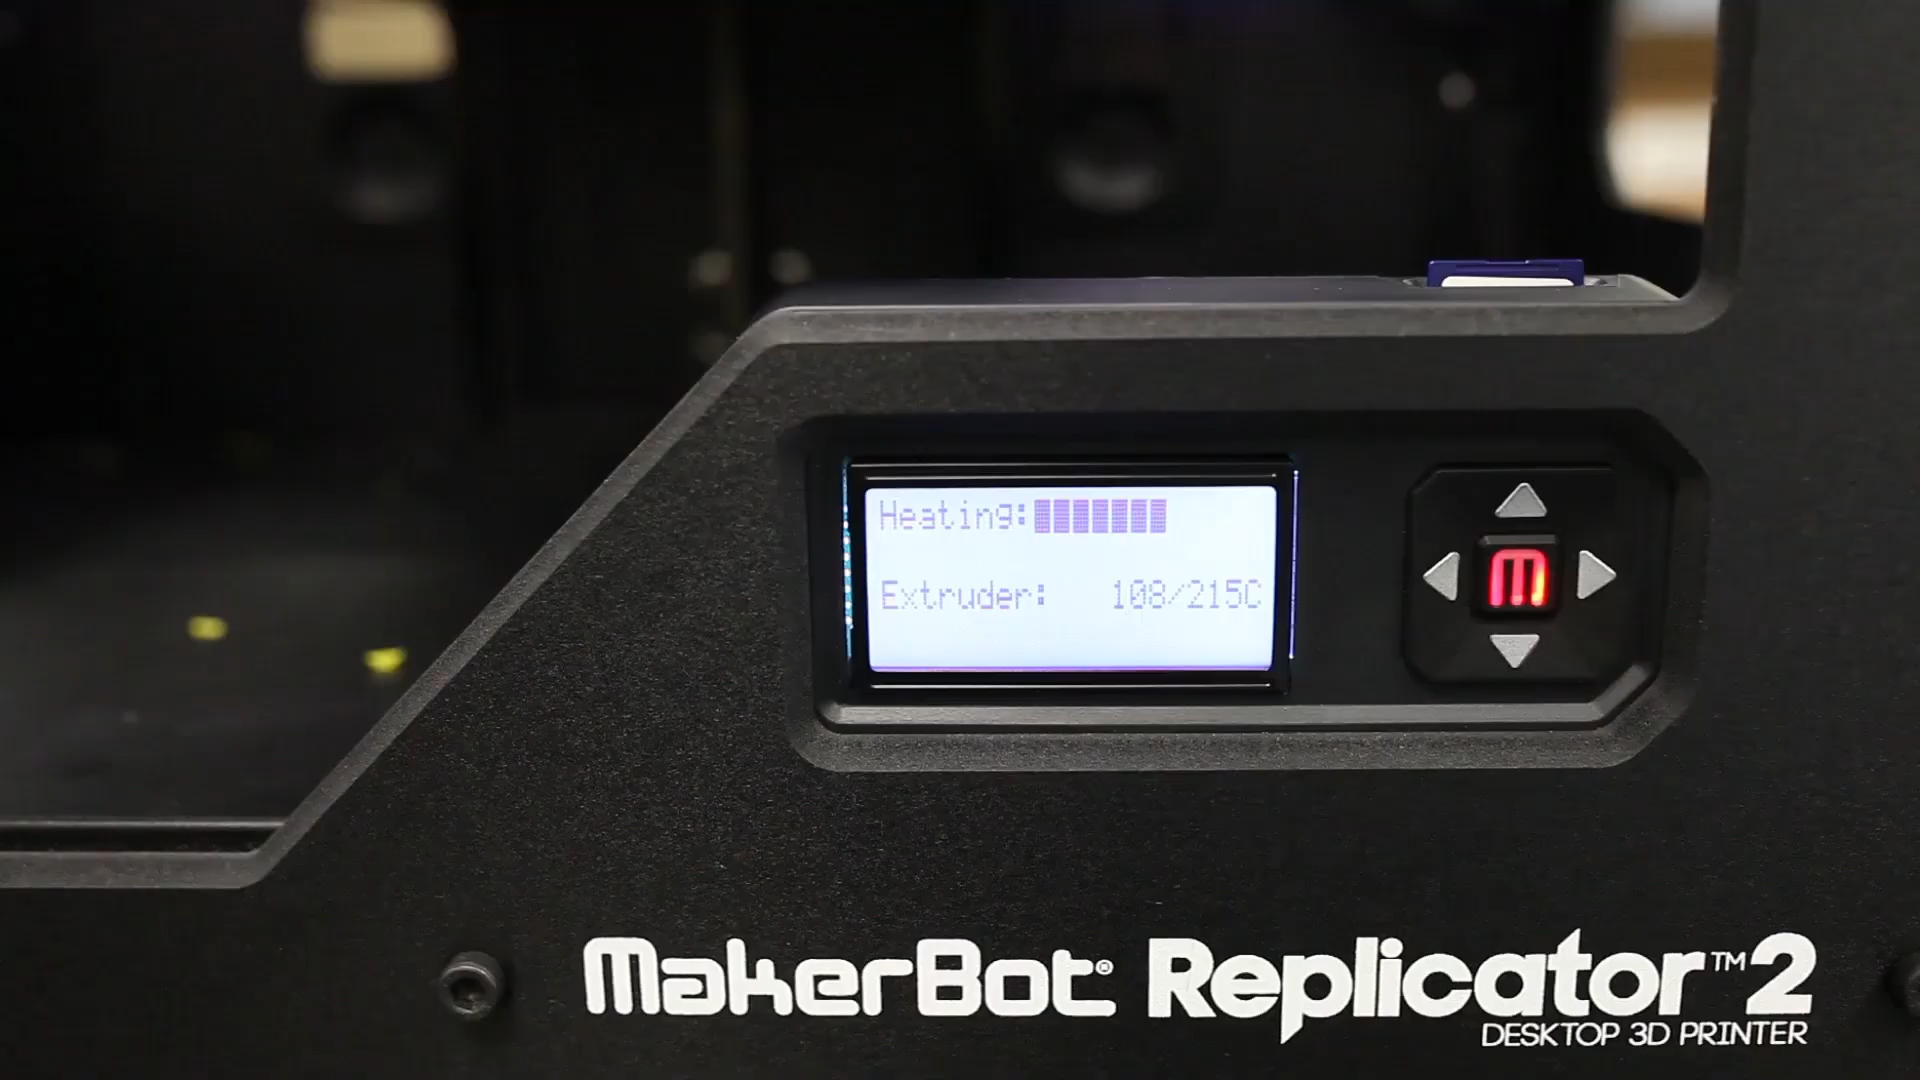 Heating:
Extruder: 108/215C
M
MakerBot® Replicator™2
DESKTOP 3D PRINTER